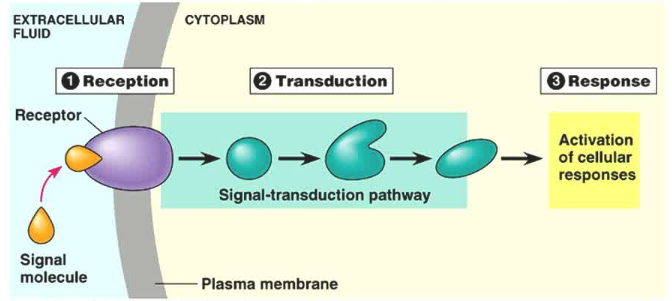 EXTRACELLULAR
FLUID
CYTOPLASM
1 Reception
2 Transduction
3 Response
Receptor
Activation
of cellular
responses
Signal-transduction pathway
Signal
molecule
Plasma membrane